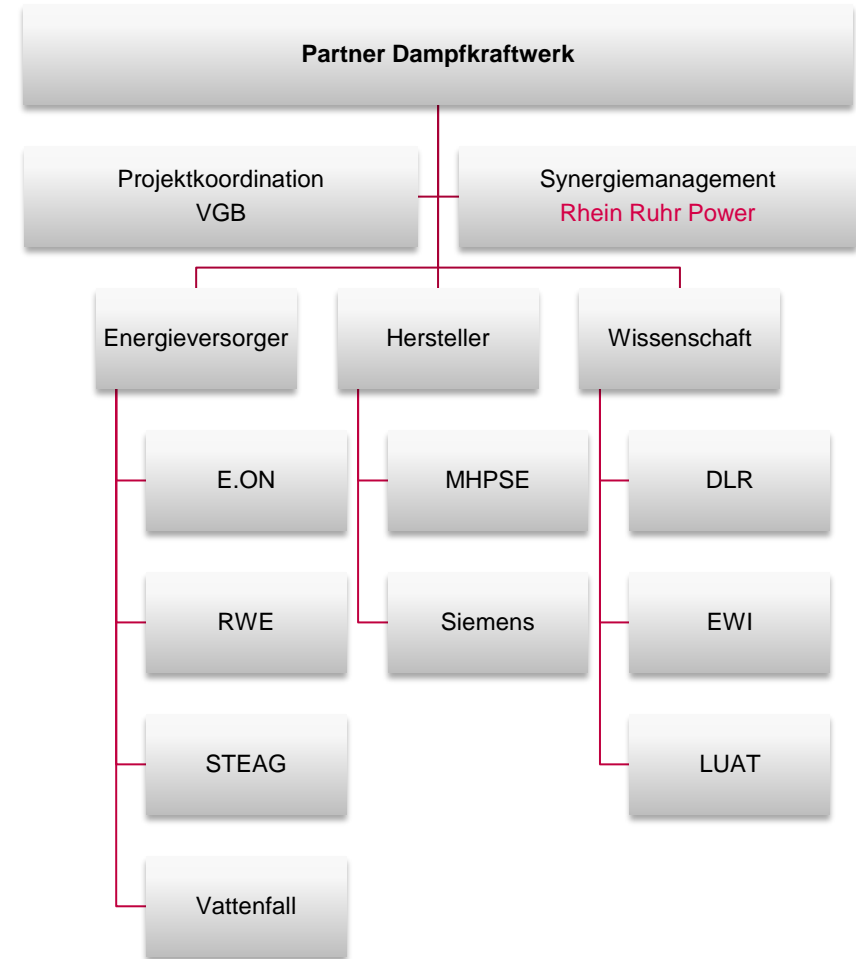 Partner Dampfkraftwerk
Projektkoordination
VGB
Synergiemanagement
Rhein Ruhr Power
Energieversorger
Hersteller
Wissenschaft
E.ON
MHPSE
DLR
RWE
Siemens
EWI
STEAG
LUAT
Vattenfall